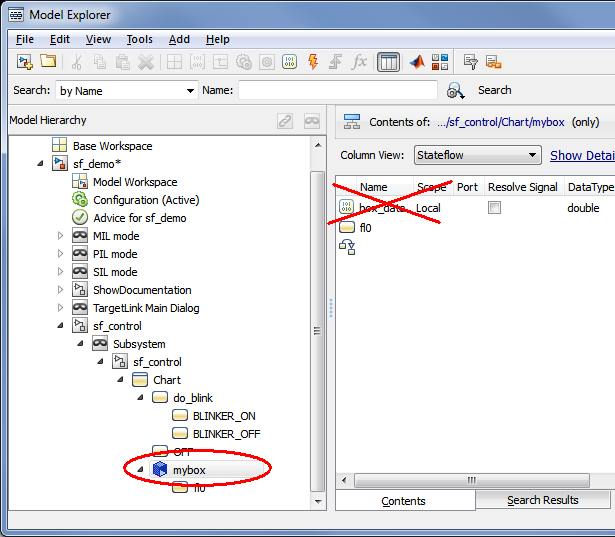 Model Explorer
File Edit View Tools Add Help
fx
Search: by Name Name: Search
Model Hierarchy
Base Workspace
sf_demo*
Model Workspace
Configuration (Active)
Advice for sf_demo
MIL mode
PIL mode
SIL mode
ShowDocumentation
TargetLink Main Dialog
sf_control
Subsystem
sf_control
Chart
do_blink
BLINKER_ON
BLINKER_OFF
OFF
mybox
fl0
Contents of: .../sf_control/Chart/mybox (only)
Column View: Stateflow Show Detai
Name Scope Port Resolve Signal DataType
box_data Local double
fl0
Contents Search Results